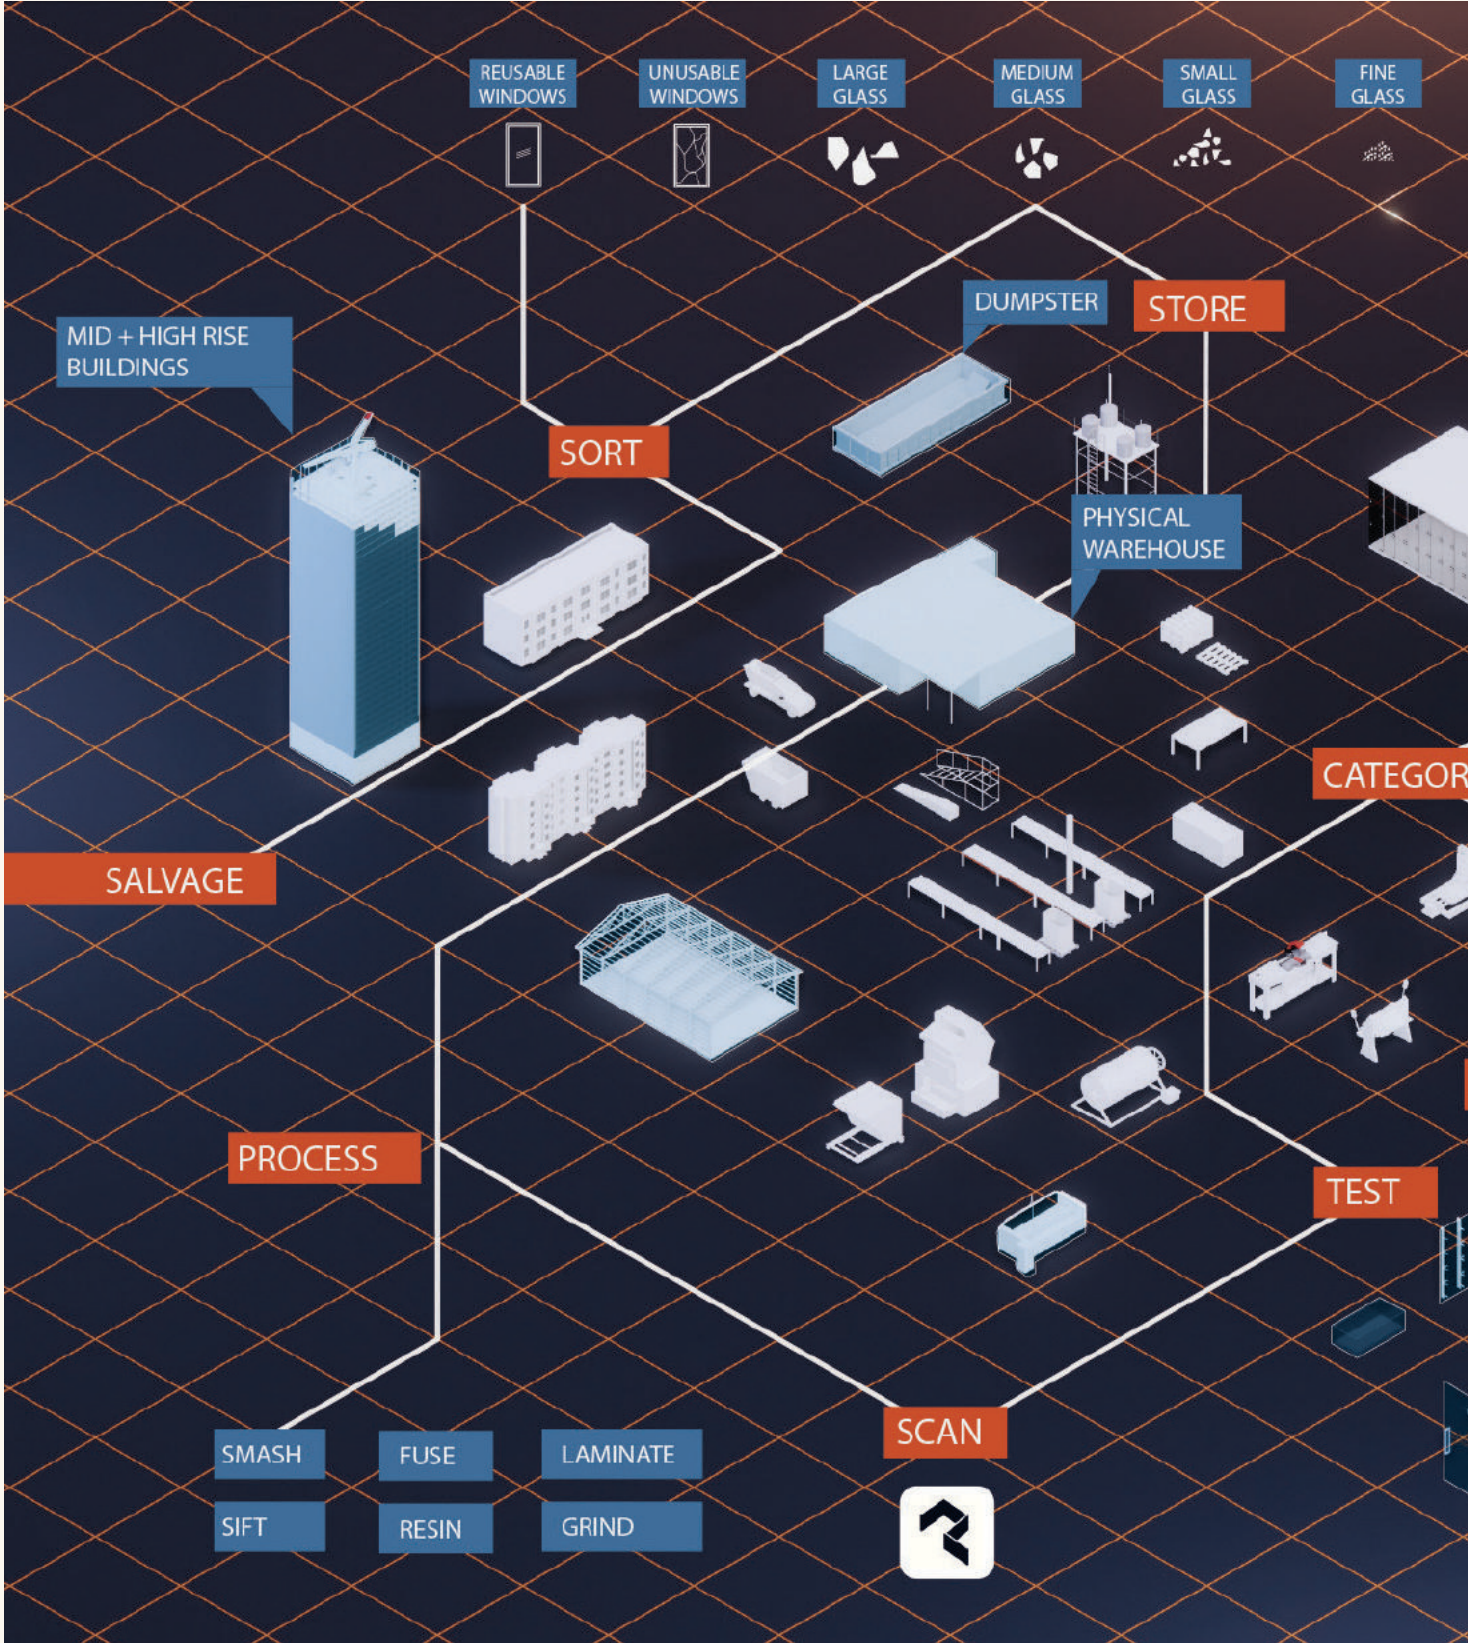 REUSABLE
WINDOWS
UNUSABLE
WINDOWS
LARGE
GLASS
MEDIUM
GLASS
SMALL
GLASS
FINE
GLASS
DUMPSTER
STORE
MID + HIGH RISE
BUILDINGS
SORT
PHYSICAL
WAREHOUSE
CATEGOR
SALVAGE
PROCESS
TEST
SCAN
SMASH
FUSE
LAMINATE
SIFT
RESIN
GRIND